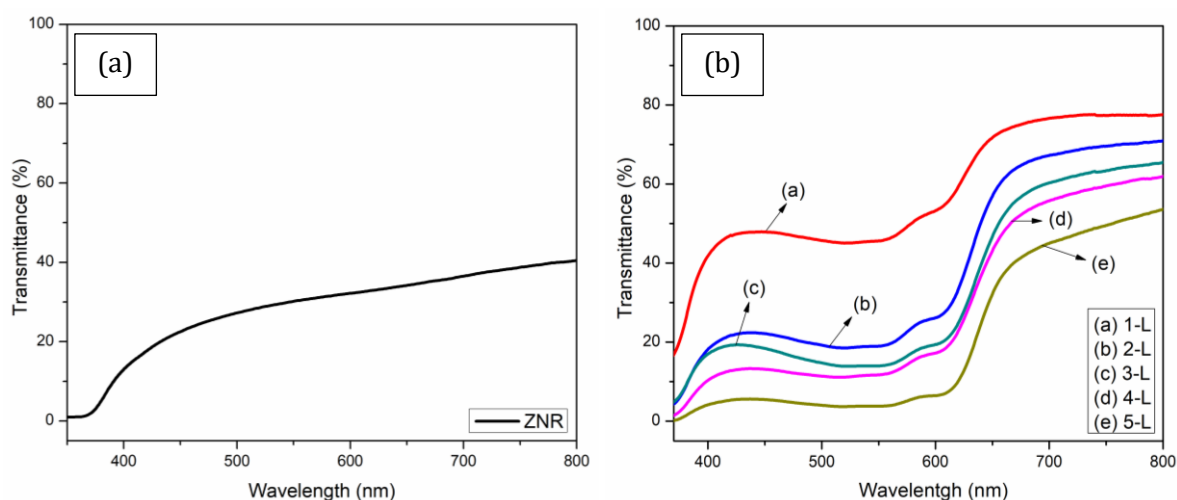 (a)
100
80
60
40
20
0
Transmittance (%)
400 500 600 700 800
Wavelength (nm)
ZNR
(b)
100
80
60
40
20
0
Transmittance (%)
400 500 600 700 800
Wavelentgh (nm)
(a)
(b)
(c)
(d)
(e)
(a) 1-L
(b) 2-L
(c) 3-L
(d) 4-L
(e) 5-L